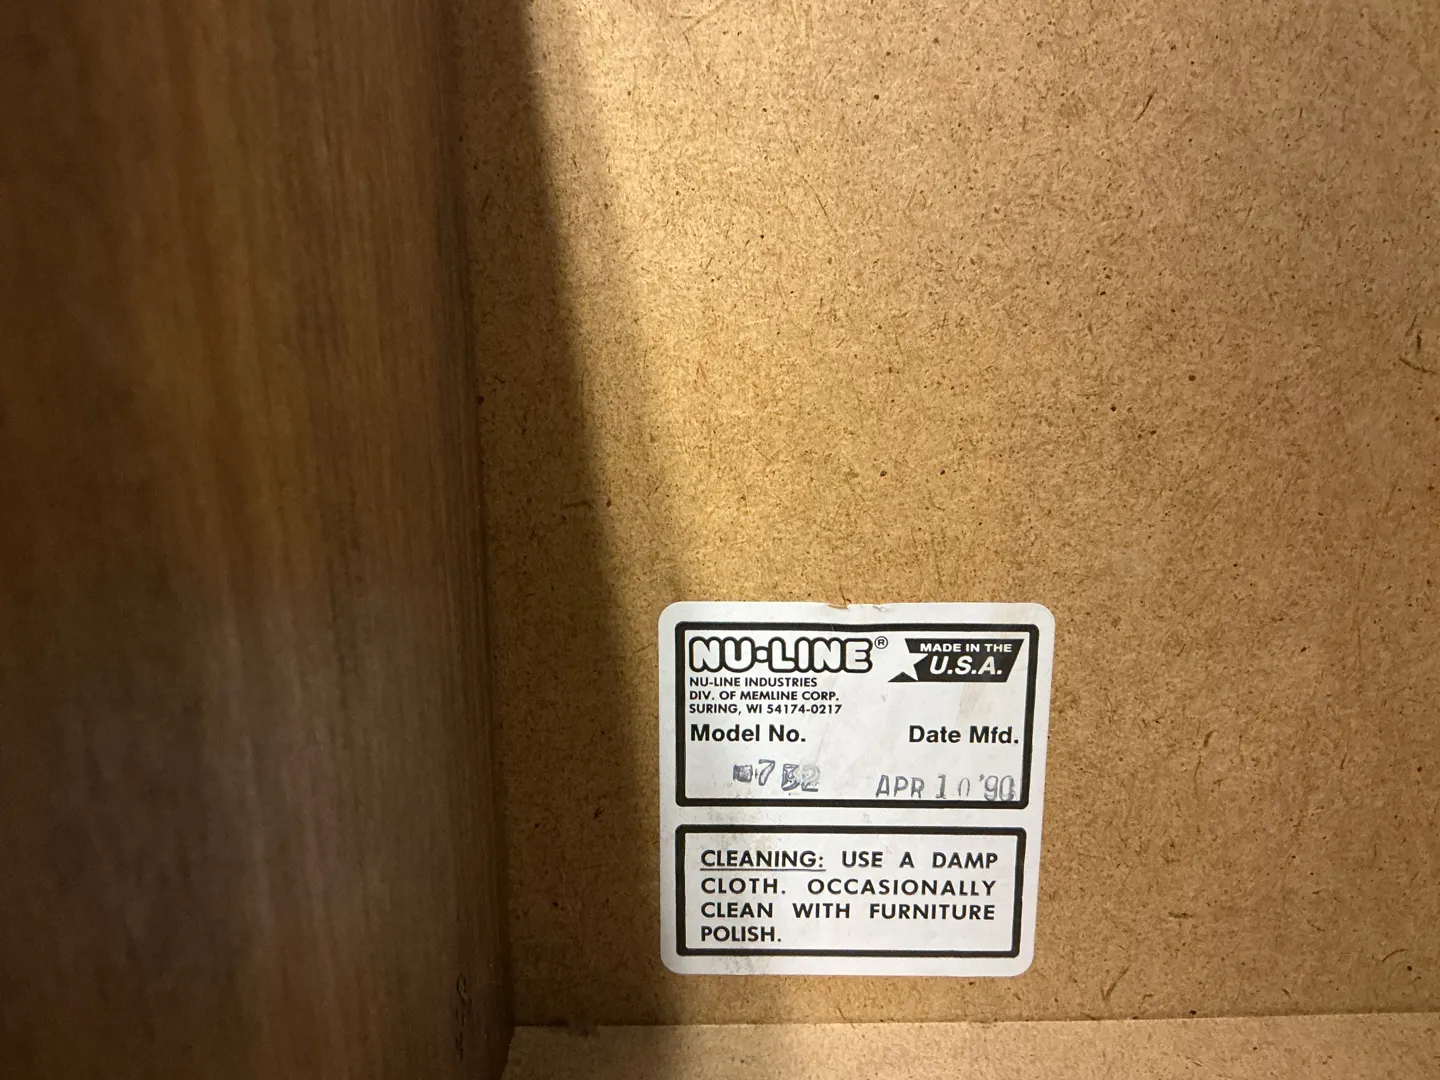 NU-LINE®
MADE IN THE
U.S.A.
NU-LINE INDUSTRIES
DIV. OF MEMLINE CORP.
SURING, WI 54174-0217
Model No. Date Mfd.
APR 10 '90
CLEANING: USE A DAMP
CLOTH. OCCASIONALLY
CLEAN WITH FURNITURE
POLISH.